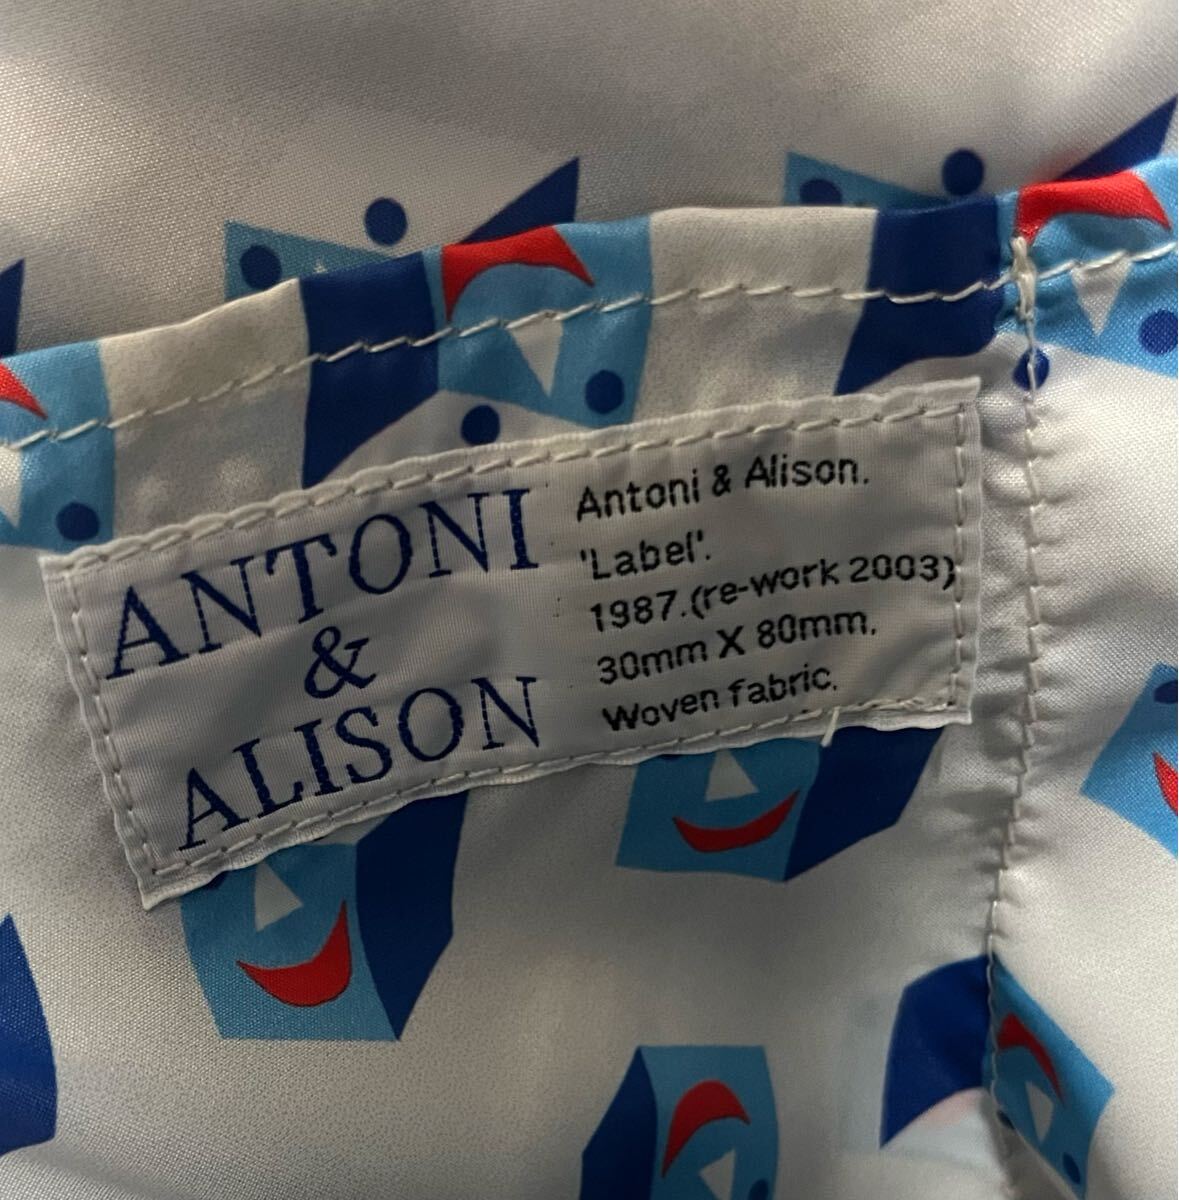 ANTONI
&
ALISON
Antoni & Alison.
'Label'.
1987.(re-work 2003)
30mm X 80mm.
Woven fabric.